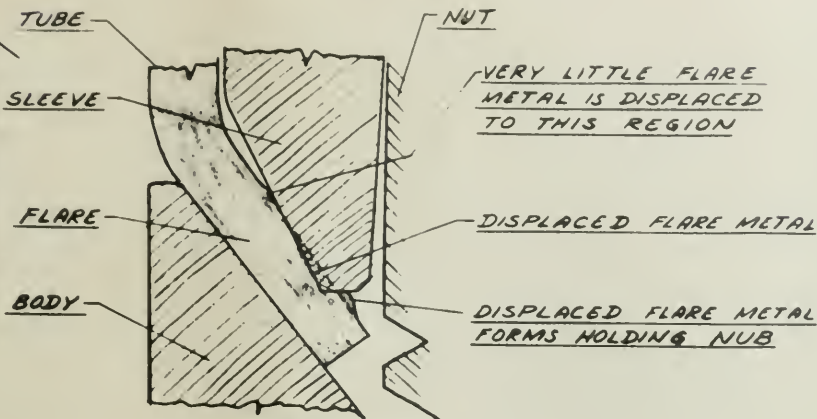 TUBE
NUT
VERY LITTLE FLARE
METAL IS DISPLACED
TO THIS REGION
SLEEVE
FLARE
DISPLACED FLARE METAL
BODY
DISPLACED FLARE METAL
FORMS HOLDING NUB